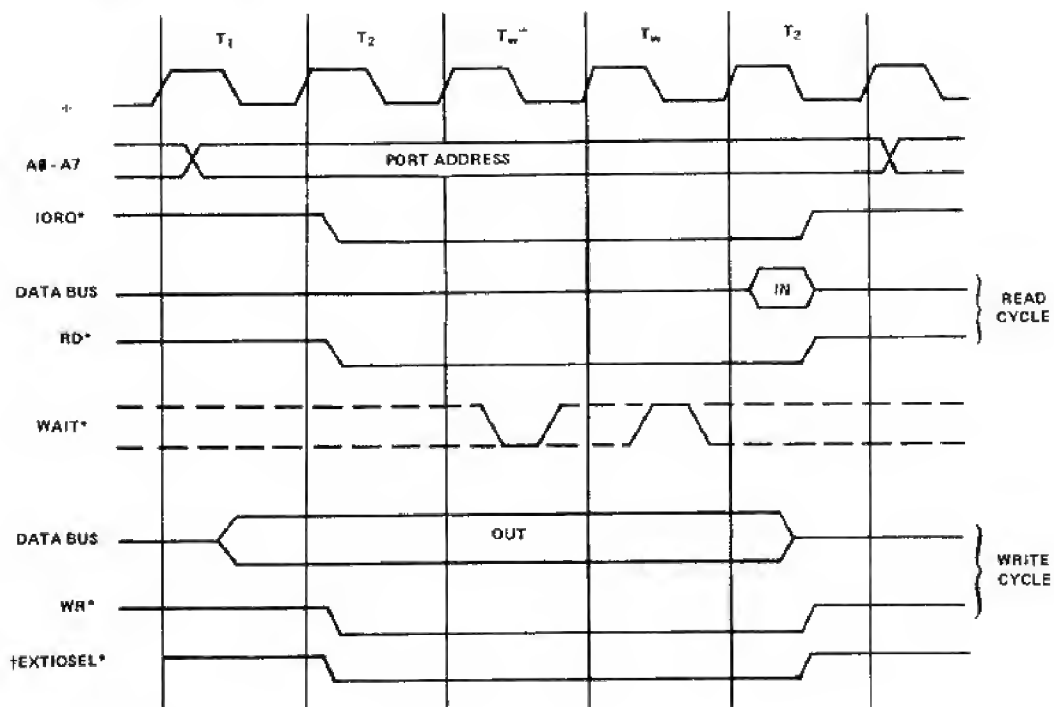 T1 T2 Tw* Tw T3
A0 - A7 PORT ADDRESS
IORQ*
DATA BUS IN
READ
CYCLE
RD*
WAIT*
DATA BUS OUT
WRITE
CYCLE
WR*
†EXTIOSEL*